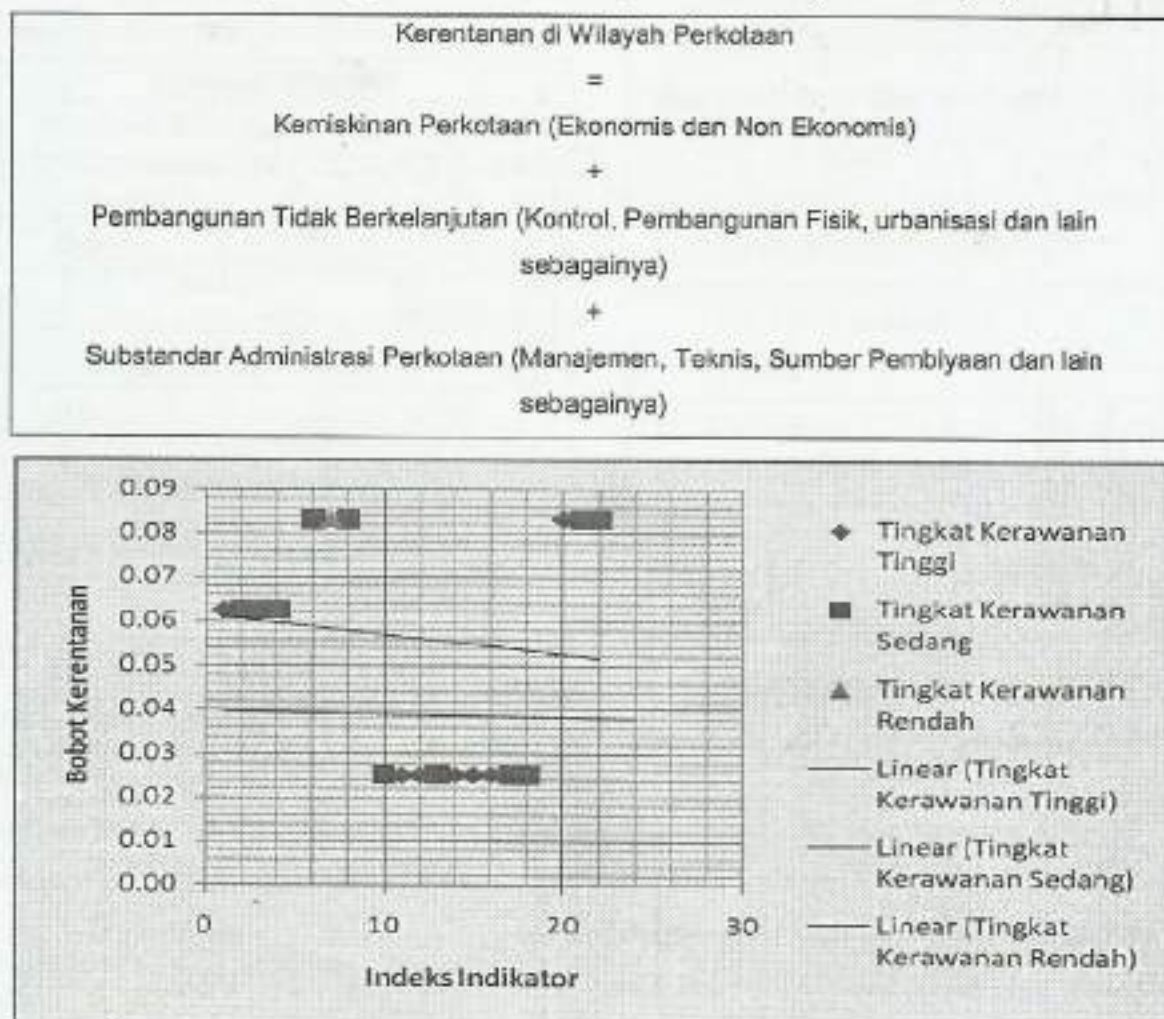 Kerentanan di Wilayah Perkotaan
=
Kemiskinan Perkotaan (Ekonomis dan Non Ekonomis)
+
Pembangunan Tidak Berkelanjutan (Kontrol, Pembangunan Fisik, urbanisasi dan lain
sebagainya)
+
Substandar Administrasi Perkotaan (Manajemen, Teknis, Sumber Pembiyaan dan lain
sebagainya)
0.09
0.08
0.07
0.06
0.05
0.04
0.03
0.02
0.01
0.00
Bobot Kerentanan
0 10 20 30
Indeks Indikator
Tingkat Kerawanan
Tinggi
Tingkat Kerawanan
Sedang
Tingkat Kerawanan
Rendah
Linear (Tingkat
Kerawanan Tinggi)
Linear (Tingkat
Kerawanan Sedang)
Linear (Tingkat
Kerawanan Rendah)